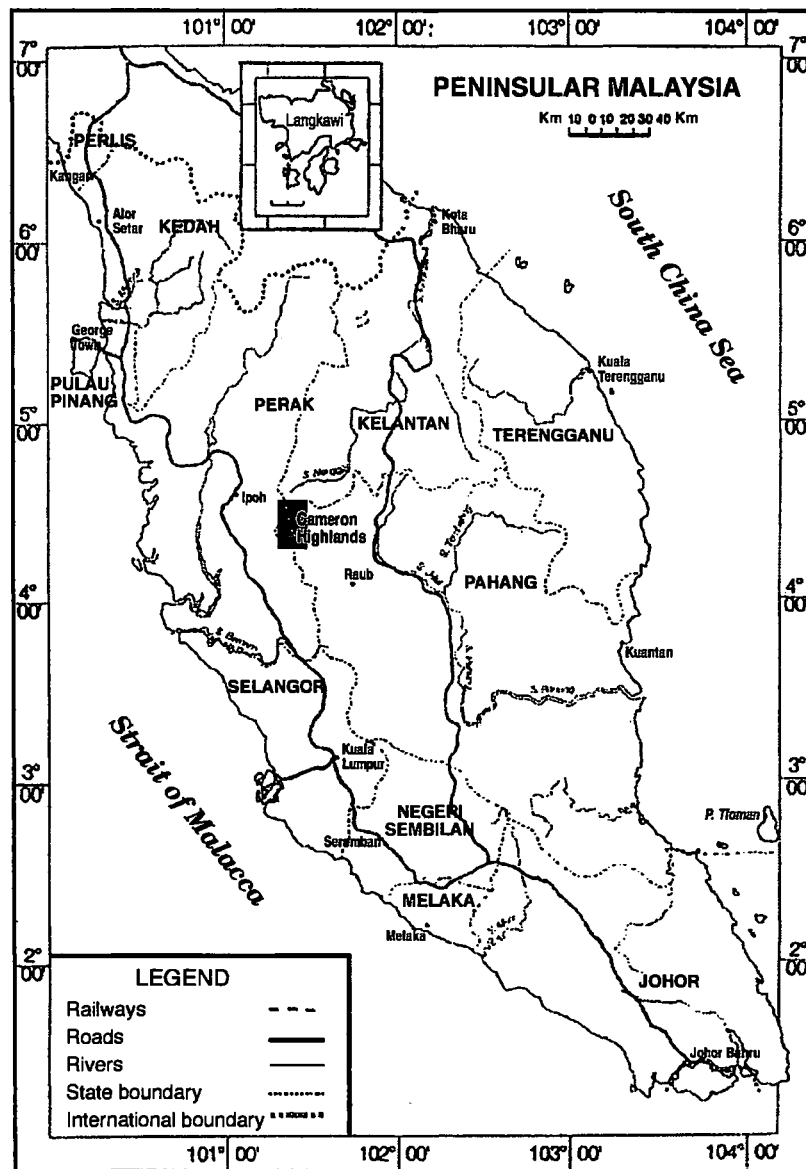 101° 00'
102° 00'
103° 00'
104° 00'
7°
00'
7°
00'
PENINSULAR MALAYSIA
Km 10 0 10 20 30 40 Km
Langkawi
PERLIS
Kangar
Alor
Setar
KEDAH
Kota
Bharu
6°
00'
6°
00'
South China Sea
George
Town
PULAU
PINANG
Kuala
Terengganu
PERAK
KELANTAN
TERENGGANU
5°
00'
5°
00'
Ipoh
Cameron
Highlands
Raub
PAHANG
4°
00'
4°
00'
Kuantan
SELANGOR
Strait of Malacca
Kuala
Lumpur
3°
00'
3°
00'
NEGERI
SEMBILAN
P. Tioman
Seremban
MELAKA
Melaka
2°
00'
2°
00'
JOHOR
Johor Bahru
LEGEND
Railways
Roads
Rivers
State boundary
International boundary
101° 00'
102° 00'
103° 00'
104° 00'